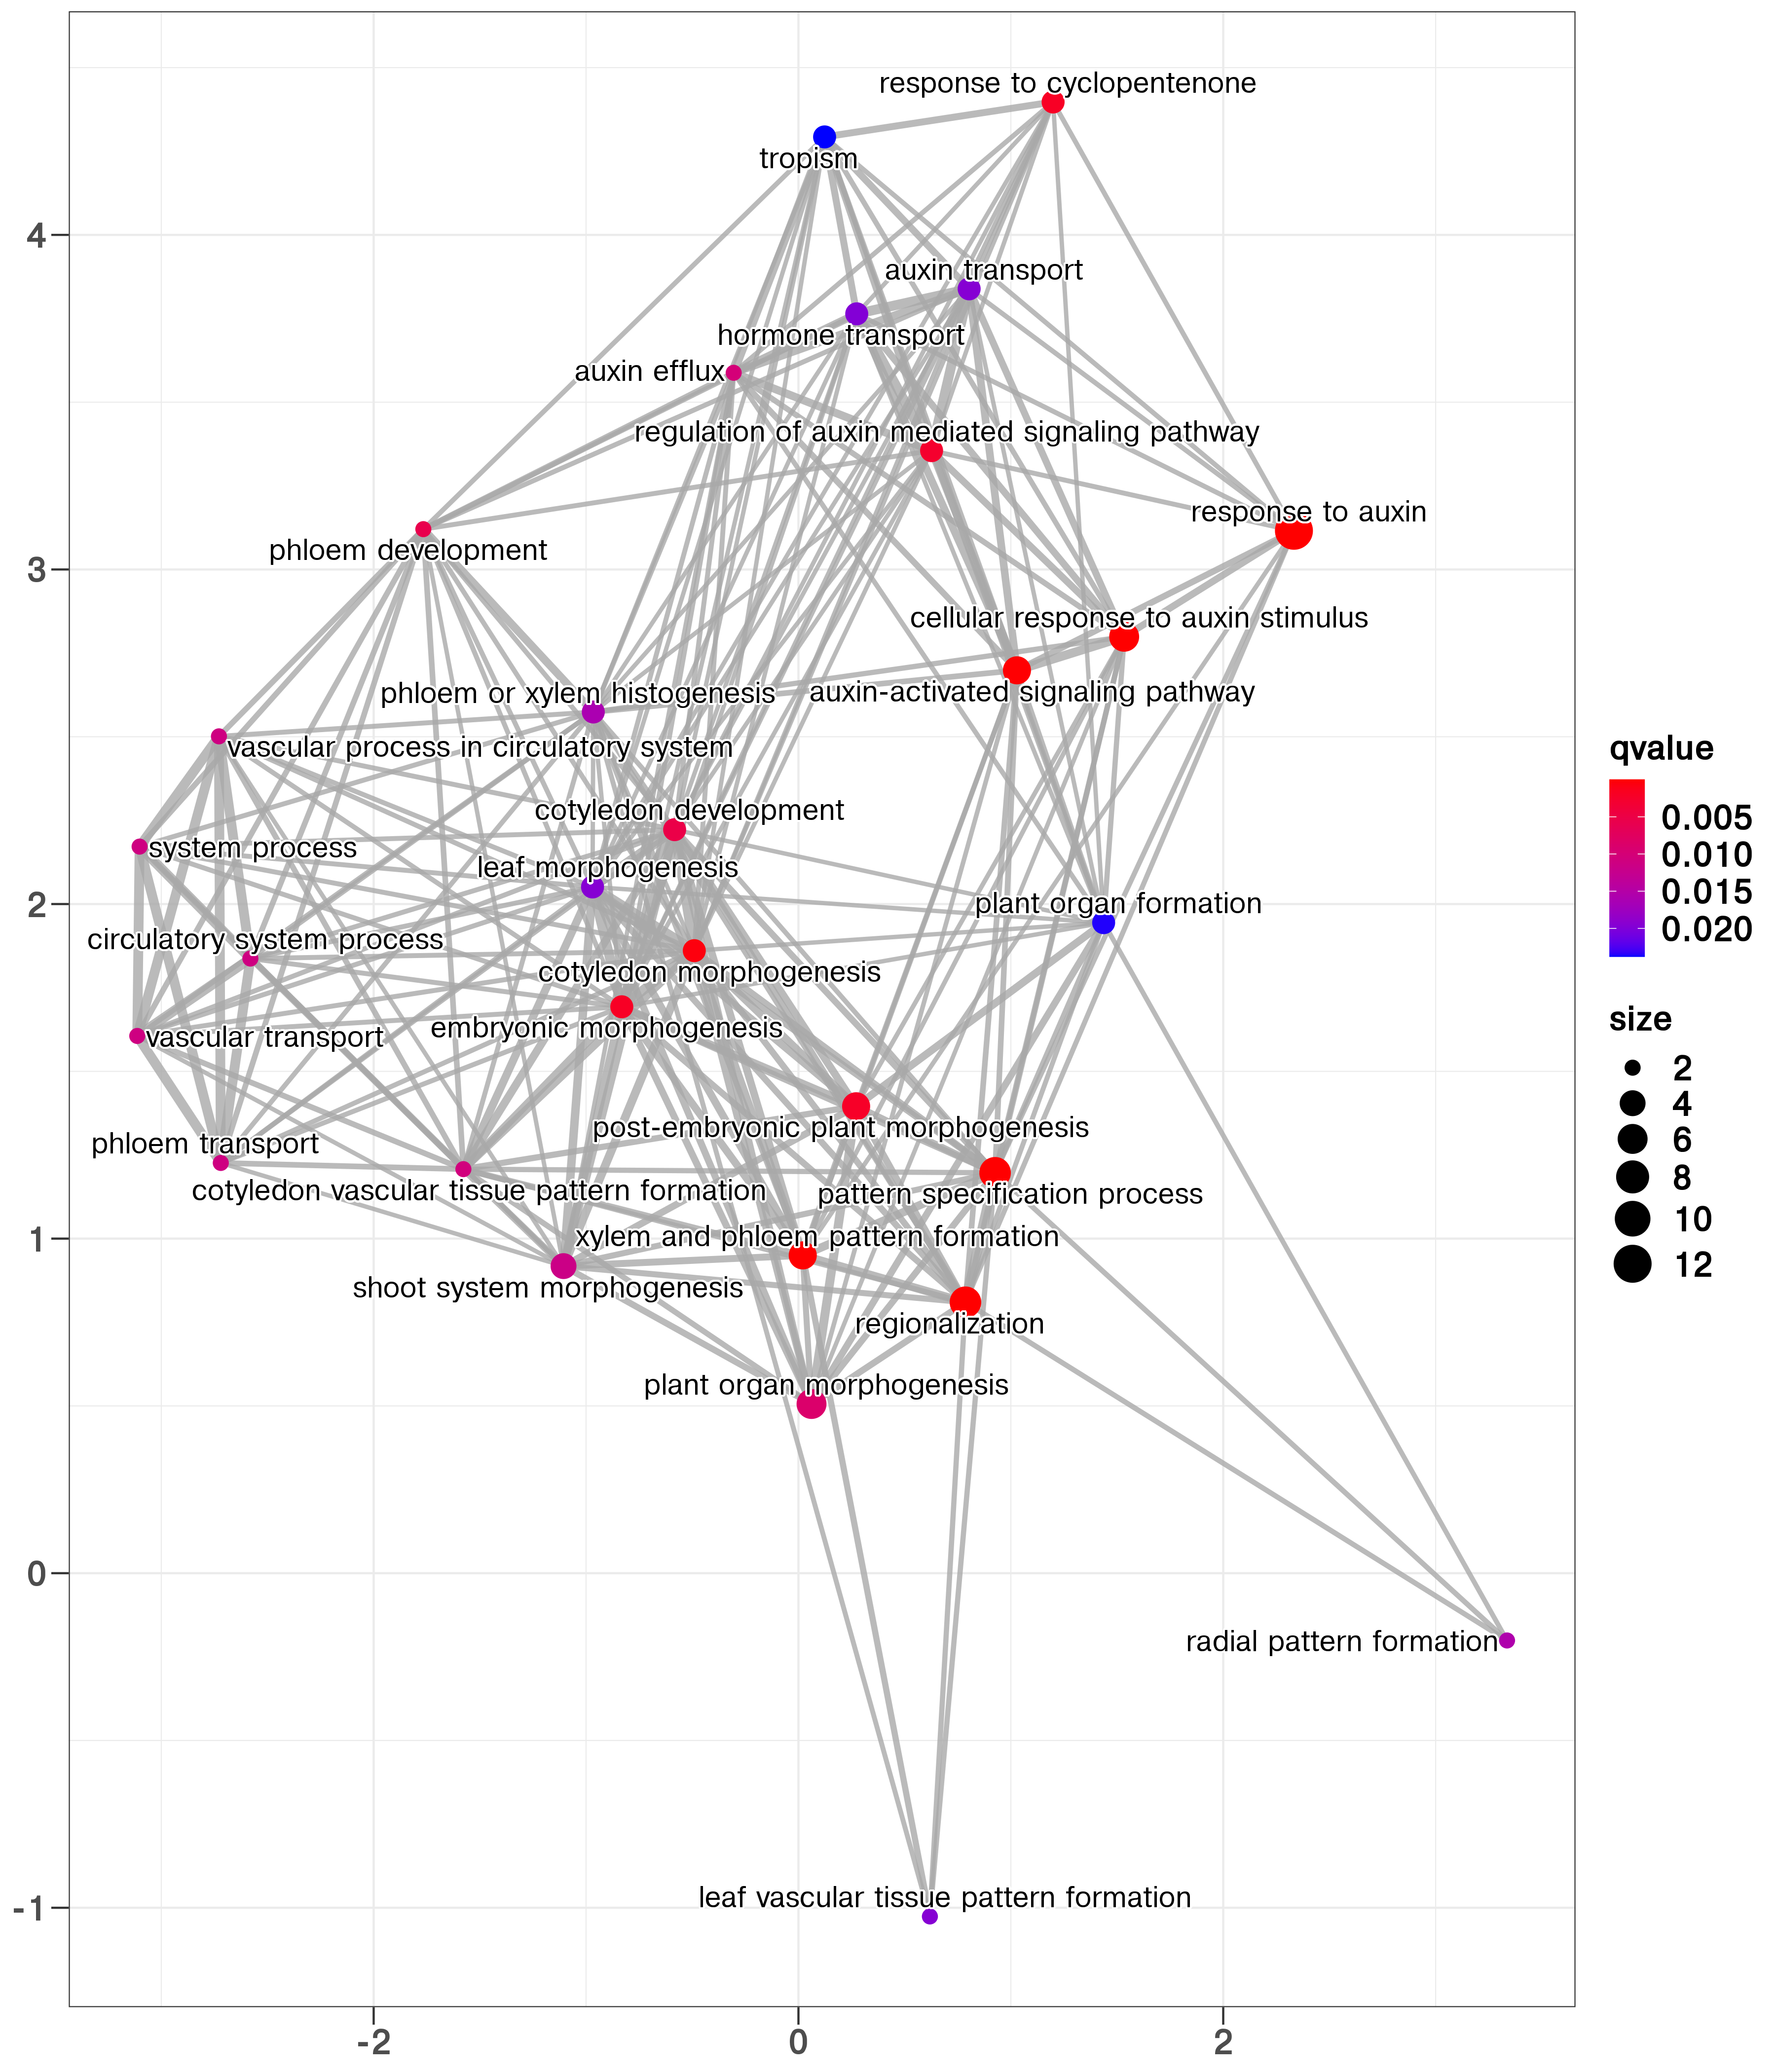 response to cyclopentenone
tropism
4
auxin transport
hormone transport
auxin efflux
regulation of auxin mediated signaling pathway
response to auxin
phloem development
3
cellular response to auxin stimulus
phloem or xylem histogenesis
auxin-activated signaling pathway
vascular process in circulatory system
cotyledon development
system process
leaf morphogenesis
plant organ formation
2
circulatory system process
cotyledon morphogenesis
embryonic morphogenesis
vascular transport
post-embryonic plant morphogenesis
phloem transport
cotyledon vascular tissue pattern formation
pattern specification process
1
xylem and phloem pattern formation
shoot system morphogenesis
regionalization
plant organ morphogenesis
0
radial pattern formation
leaf vascular tissue pattern formation
-1
-2
0
2
qvalue
0.005
0.010
0.015
0.020
size
2
4
6
8
10
12